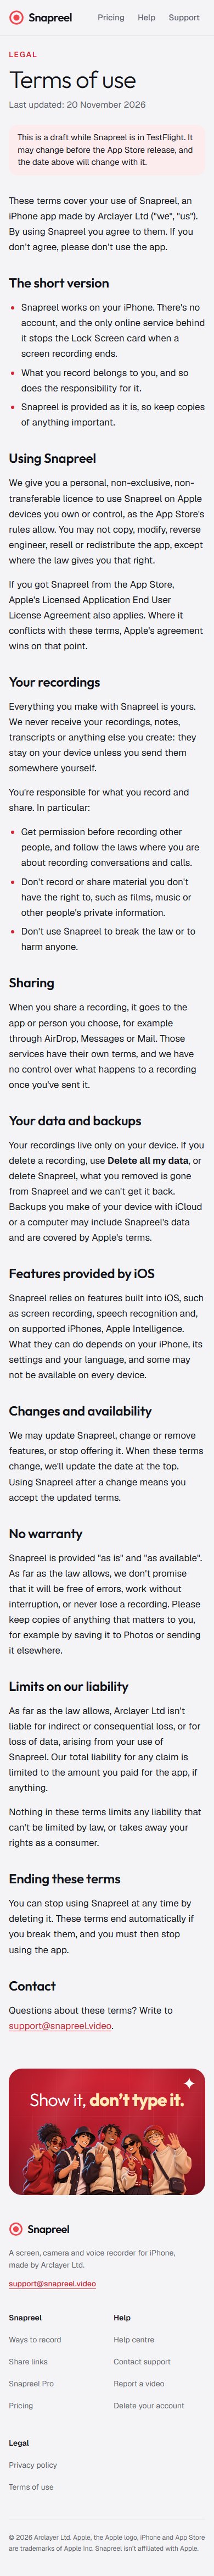 Snapreel
Pricing Help Support
LEGAL
Terms of use
Last updated: 20 November 2026
This is a draft while Snapreel is in TestFlight. It
may change before the App Store release, and
the date above will change with it.
These terms cover your use of Snapreel, an
iPhone app made by Arclayer Ltd ("we", "us").
By using Snapreel you agree to them. If you
don't agree, please don't use the app.
The short version
Snapreel works on your iPhone. There's no
account, and the only online service behind
it stops the Lock Screen card when a
screen recording ends.
What you record belongs to you, and so
does the responsibility for it.
Snapreel is provided as it is, so keep copies
of anything important.
Using Snapreel
We give you a personal, non-exclusive, non-
transferable licence to use Snapreel on Apple
devices you own or control, as the App Store's
rules allow. You may not copy, modify, reverse
engineer, resell or redistribute the app, except
where the law gives you that right.
If you got Snapreel from the App Store,
Apple's Licensed Application End User
License Agreement also applies. Where it
conflicts with these terms, Apple's agreement
wins on that point.
Your recordings
Everything you make with Snapreel is yours.
We never receive your recordings, notes,
transcripts or anything else you create: they
stay on your device unless you send them
somewhere yourself.
You're responsible for what you record and
share. In particular:
Get permission before recording other
people, and follow the laws where you are
about recording conversations and calls.
Don't record or share material you don't
have the right to, such as films, music or
other people's private information.
Don't use Snapreel to break the law or to
harm anyone.
Sharing
When you share a recording, it goes to the
app or person you choose, for example
through AirDrop, Messages or Mail. Those
services have their own terms, and we have
no control over what happens to a recording
once you've sent it.
Your data and backups
Your recordings live only on your device. If you
delete a recording, use Delete all my data, or
delete Snapreel, what you removed is gone
from Snapreel and we can't get it back.
Backups you make of your device with iCloud
or a computer may include Snapreel's data
and are covered by Apple's terms.
Features provided by iOS
Snapreel relies on features built into iOS, such
as screen recording, speech recognition and,
on supported iPhones, Apple Intelligence.
What they can do depends on your iPhone, its
settings and your language, and some may
not be available on every device.
Changes and availability
We may update Snapreel, change or remove
features, or stop offering it. When these terms
change, we'll update the date at the top.
Using Snapreel after a change means you
accept the updated terms.
No warranty
Snapreel is provided "as is" and "as available".
As far as the law allows, we don't promise
that it will be free of errors, work without
interruption, or never lose a recording. Please
keep copies of anything that matters to you,
for example by saving it to Photos or sending
it elsewhere.
Limits on our liability
As far as the law allows, Arclayer Ltd isn't
liable for indirect or consequential loss, or for
loss of data, arising from your use of
Snapreel. Our total liability for any claim is
limited to the amount you paid for the app, if
anything.
Nothing in these terms limits any liability that
can't be limited by law, or takes away your
rights as a consumer.
Ending these terms
You can stop using Snapreel at any time by
deleting it. These terms end automatically if
you break them, and you must then stop
using the app.
Contact
Questions about these terms? Write to
support@snapreel.video.
Show it, don't type it.
Snapreel
A screen, camera and voice recorder for iPhone,
made by Arclayer Ltd.
support@snapreel.video
Snapreel
Ways to record
Share links
Snapreel Pro
Pricing
Help
Help centre
Contact support
Report a video
Delete your account
Legal
Privacy policy
Terms of use
© 2026 Arclayer Ltd. Apple, the Apple logo, iPhone and App Store
are trademarks of Apple Inc. Snapreel isn't affiliated with Apple.